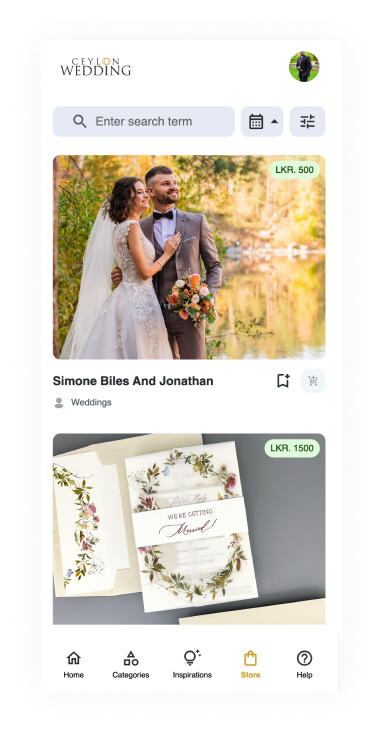 CEYLON
WEDDING
Enter search term
LKR. 500
Simone Biles And Jonathan
Weddings
LKR. 1500
WE'RE GETTING
Married!
Home
Categories
Inspirations
Store
Help